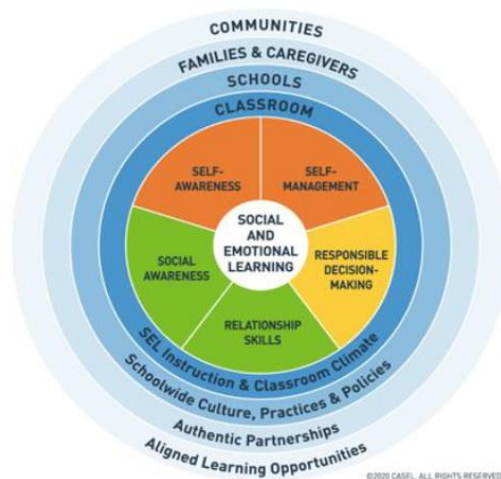 COMMUNITIES
FAMILIES & CAREGIVERS
SCHOOLS
CLASSROOM
SELF-
AWARENESS
SELF-
MANAGEMENT
SOCIAL
AND
EMOTIONAL
LEARNING
SOCIAL
AWARENESS
RESPONSIBLE
DECISION-
MAKING
RELATIONSHIP
SKILLS
SEL Instruction & Classroom Climate
Schoolwide Culture, Practices & Policies
Authentic Partnerships
Aligned Learning Opportunities
©2020 CASEL. ALL RIGHTS RESERVED